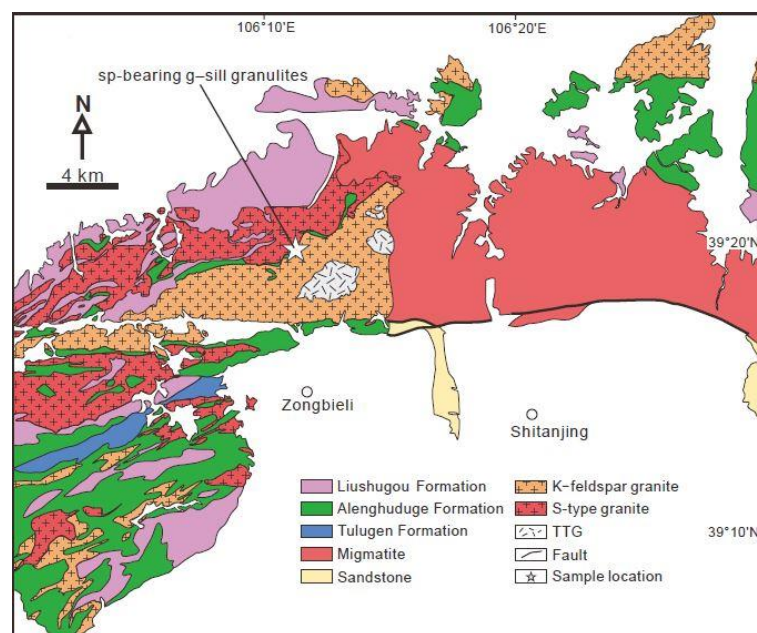 106°10'E
106°20'E
sp-bearing g–sill granulites
N
4 km
39°20'N
Zongbieli
Shitanjing
Liushugou Formation
Alenghuduge Formation
Tulugen Formation
Migmatite
Sandstone
K–feldspar granite
S-type granite
TTG
Fault
Sample location
39°10'N